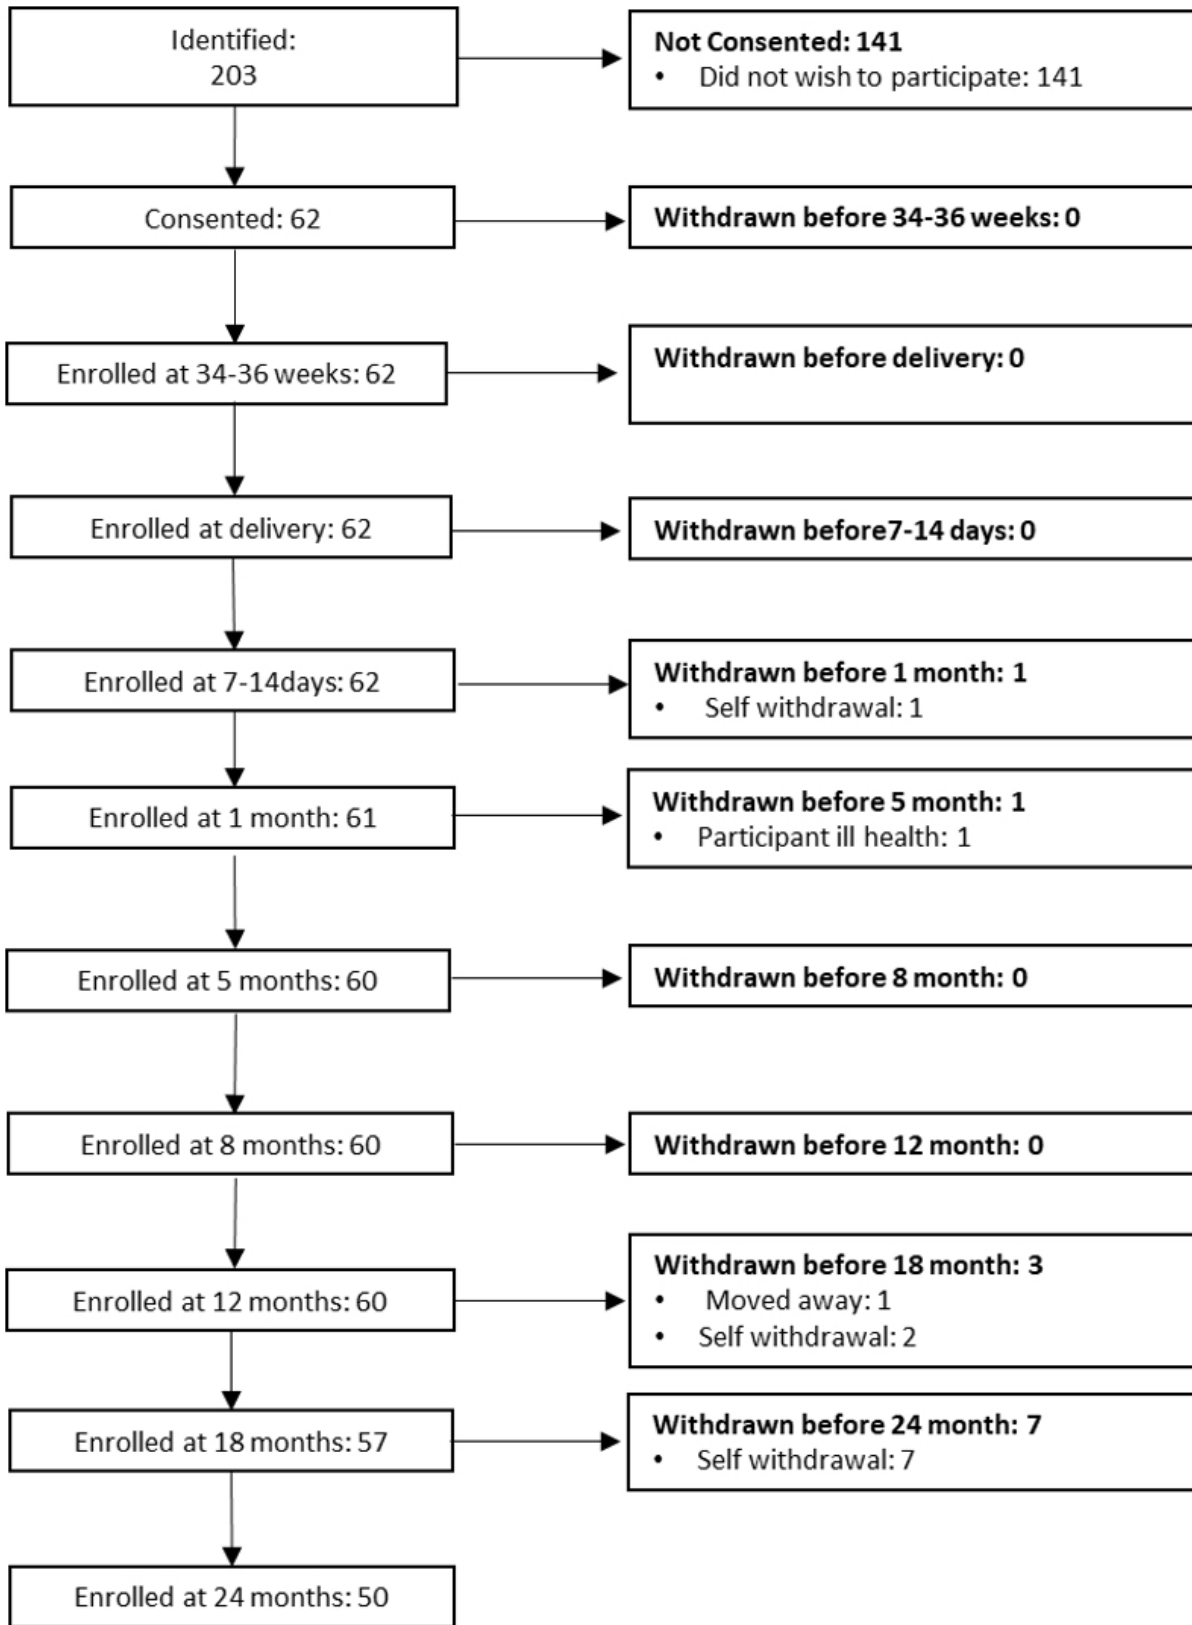 Identified:
203
Not Consented: 141
• Did not wish to participate: 141
Consented: 62
Withdrawn before 34-36 weeks: 0
Enrolled at 34-36 weeks: 62
Withdrawn before delivery: 0
Enrolled at delivery: 62
Withdrawn before7-14 days: 0
Enrolled at 7-14days: 62
Withdrawn before 1 month: 1
• Self withdrawal: 1
Enrolled at 1 month: 61
Withdrawn before 5 month: 1
• Participant ill health: 1
Enrolled at 5 months: 60
Withdrawn before 8 month: 0
Enrolled at 8 months: 60
Withdrawn before 12 month: 0
Enrolled at 12 months: 60
Withdrawn before 18 month: 3
• Moved away: 1
• Self withdrawal: 2
Enrolled at 18 months: 57
Withdrawn before 24 month: 7
• Self withdrawal: 7
Enrolled at 24 months: 50